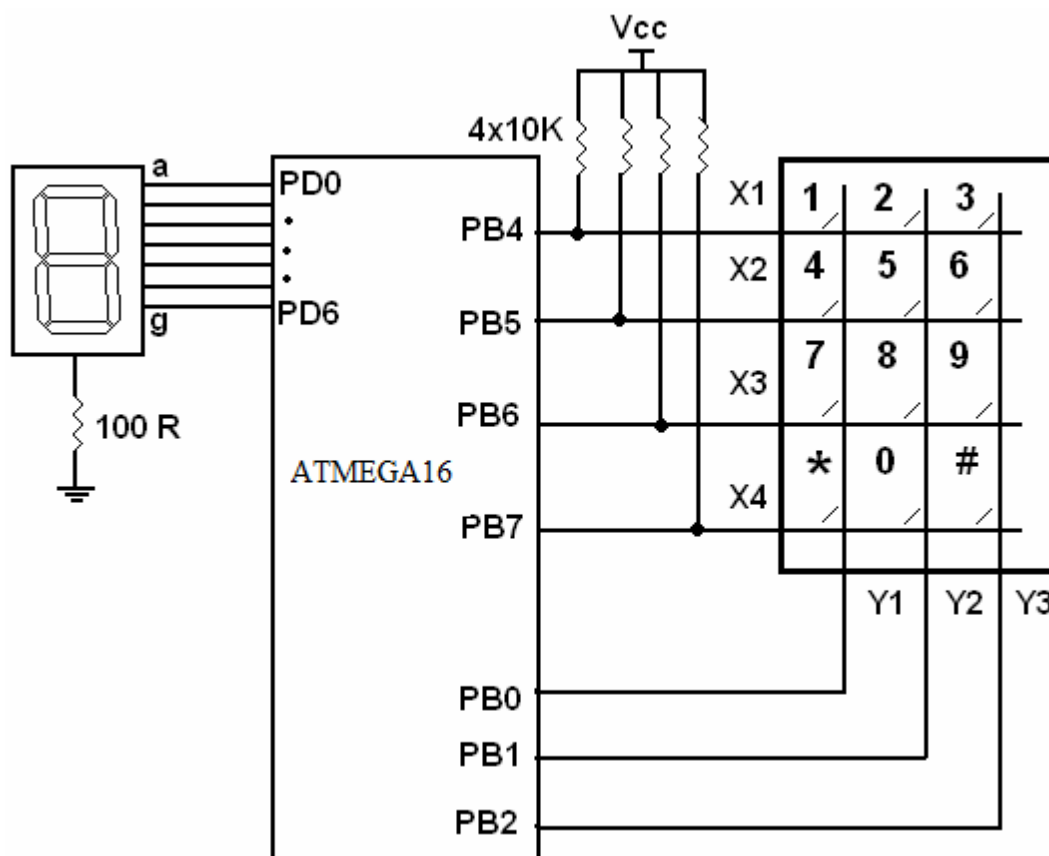 Vcc
4x10K
a
PD0
X1
1 2 3
PB4
X2
4 5 6
g
PD6
PB5
7 8 9
X3
100 R
PB6
ATMEGA16
* 0 #
X4
PB7
Y1 Y2 Y3
PB0
PB1
PB2